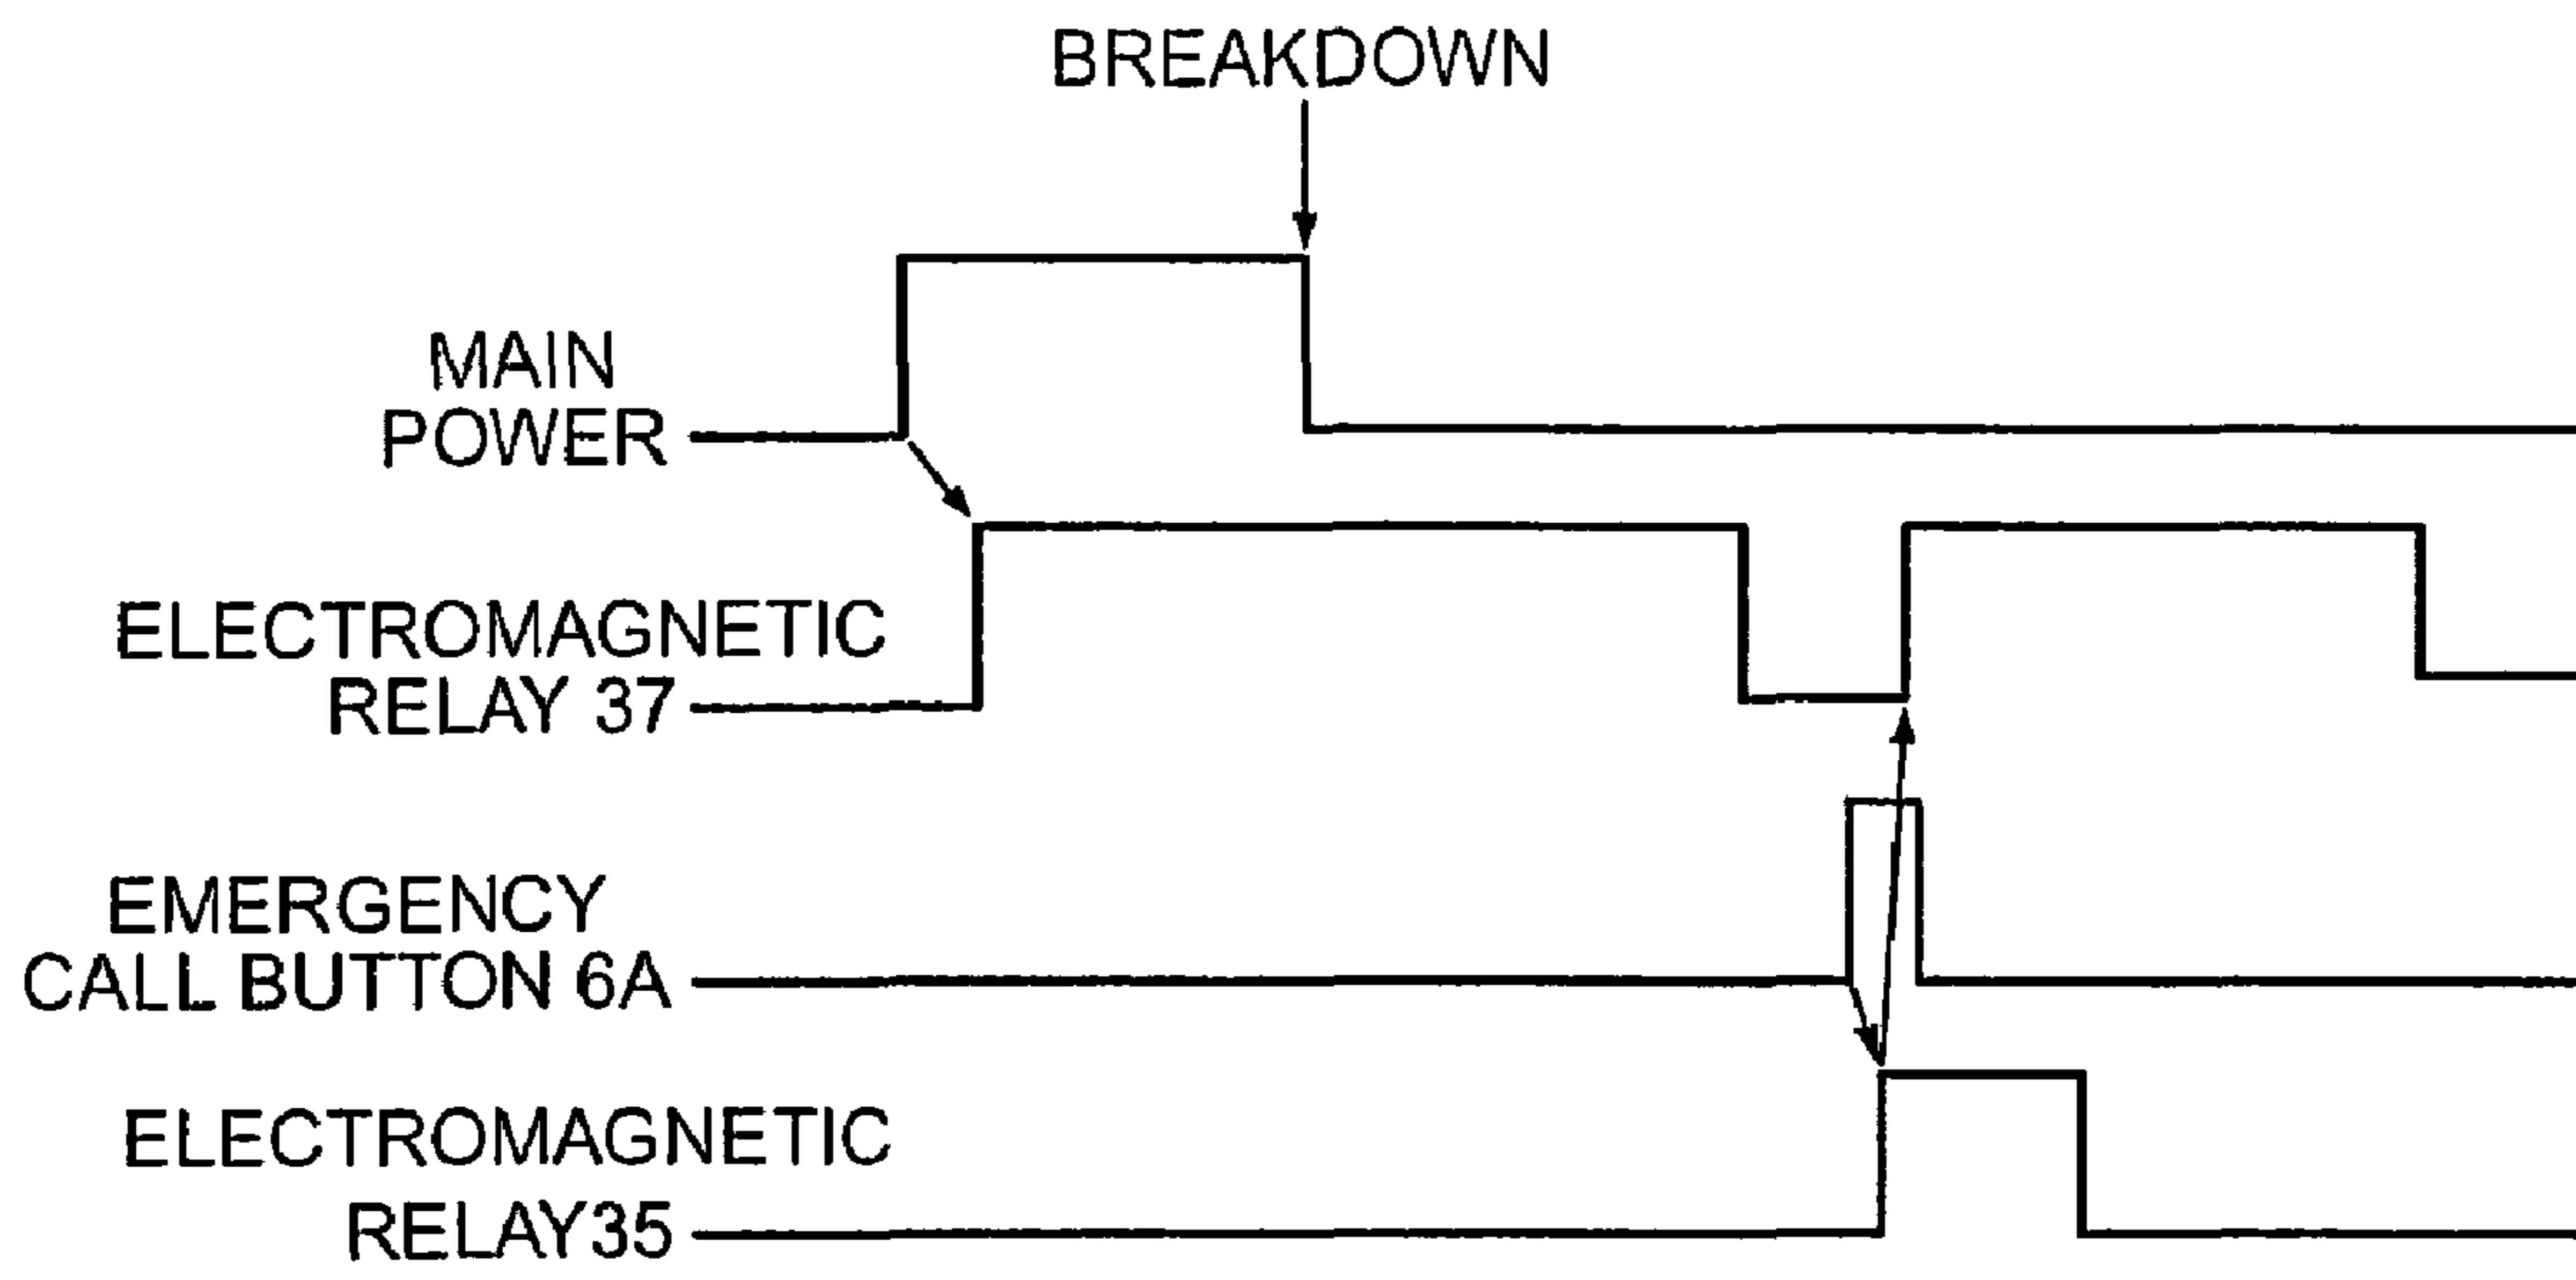 BREAKDOWN
MAIN
POWER
ELECTROMAGNETIC
RELAY 37
EMERGENCY
CALL BUTTON 6A
ELECTROMAGNETIC
RELAY35